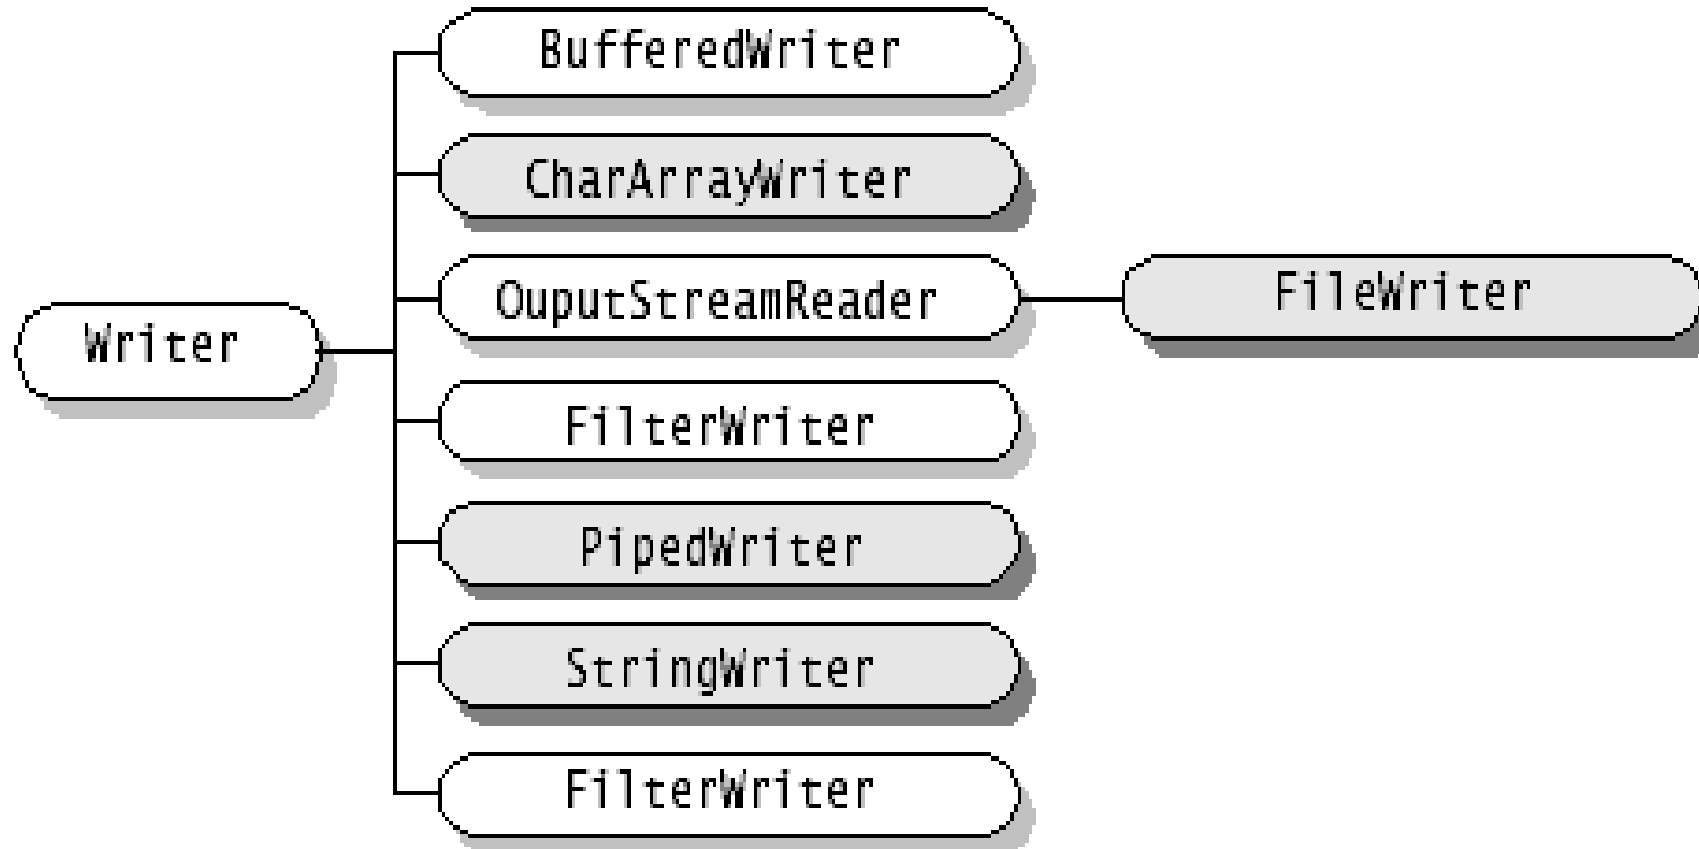 BufferedWriter
CharArrayWriter
OuputStreamReader
FileWriter
Writer
FilterWriter
PipedWriter
StringWriter
FilterWriter